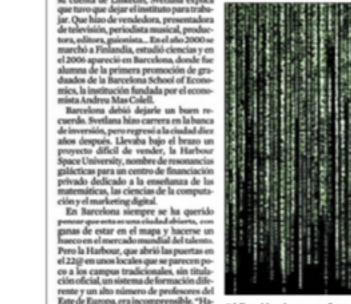 su cuenta de LinkedIn, Svetlana explica
que tuvo que dejar el instituto para traba-
jar. Que hizo de vendedora, presentadora
de televisión, periodista musical, produc-
tora, editora, guionista... En el año 2000 se
marchó a Finlandia, estudió ciencias y en
el 2006 apareció en Barcelona, donde fue
alumna de la primera promoción de gra-
duados de la Barcelona School of Econo-
mics, la institución fundada por el econo-
mista Andreu Mas Colell.
Barcelona debió dejarle un buen re-
cuerdo. Svetlana hizo carrera en la banca
de inversión, pero regresó a la ciudad diez
años después. Llevaba bajo el brazo un
proyecto difícil de vender, la Harbour
Space University, nombre de resonancias
galácticas para un centro de financiación
privado dedicado a la enseñanza de las
matemáticas, las ciencias de la computa-
ción y el marketing digital.
En Barcelona siempre se ha querido
pensar que esta es una ciudad abierta, con
ganas de estar en el mapa y hacerse un
hueco en el mercado mundial del talento.
Pero la Harbour, que abrió las puertas en
el 22@ en unos locales que se parecen po-
co a los campus tradicionales, sin titula-
ción oficial, un sistema de formación dife-
rente y un alto número de profesores del
Este de Europa, era incomprensible. "Ha-